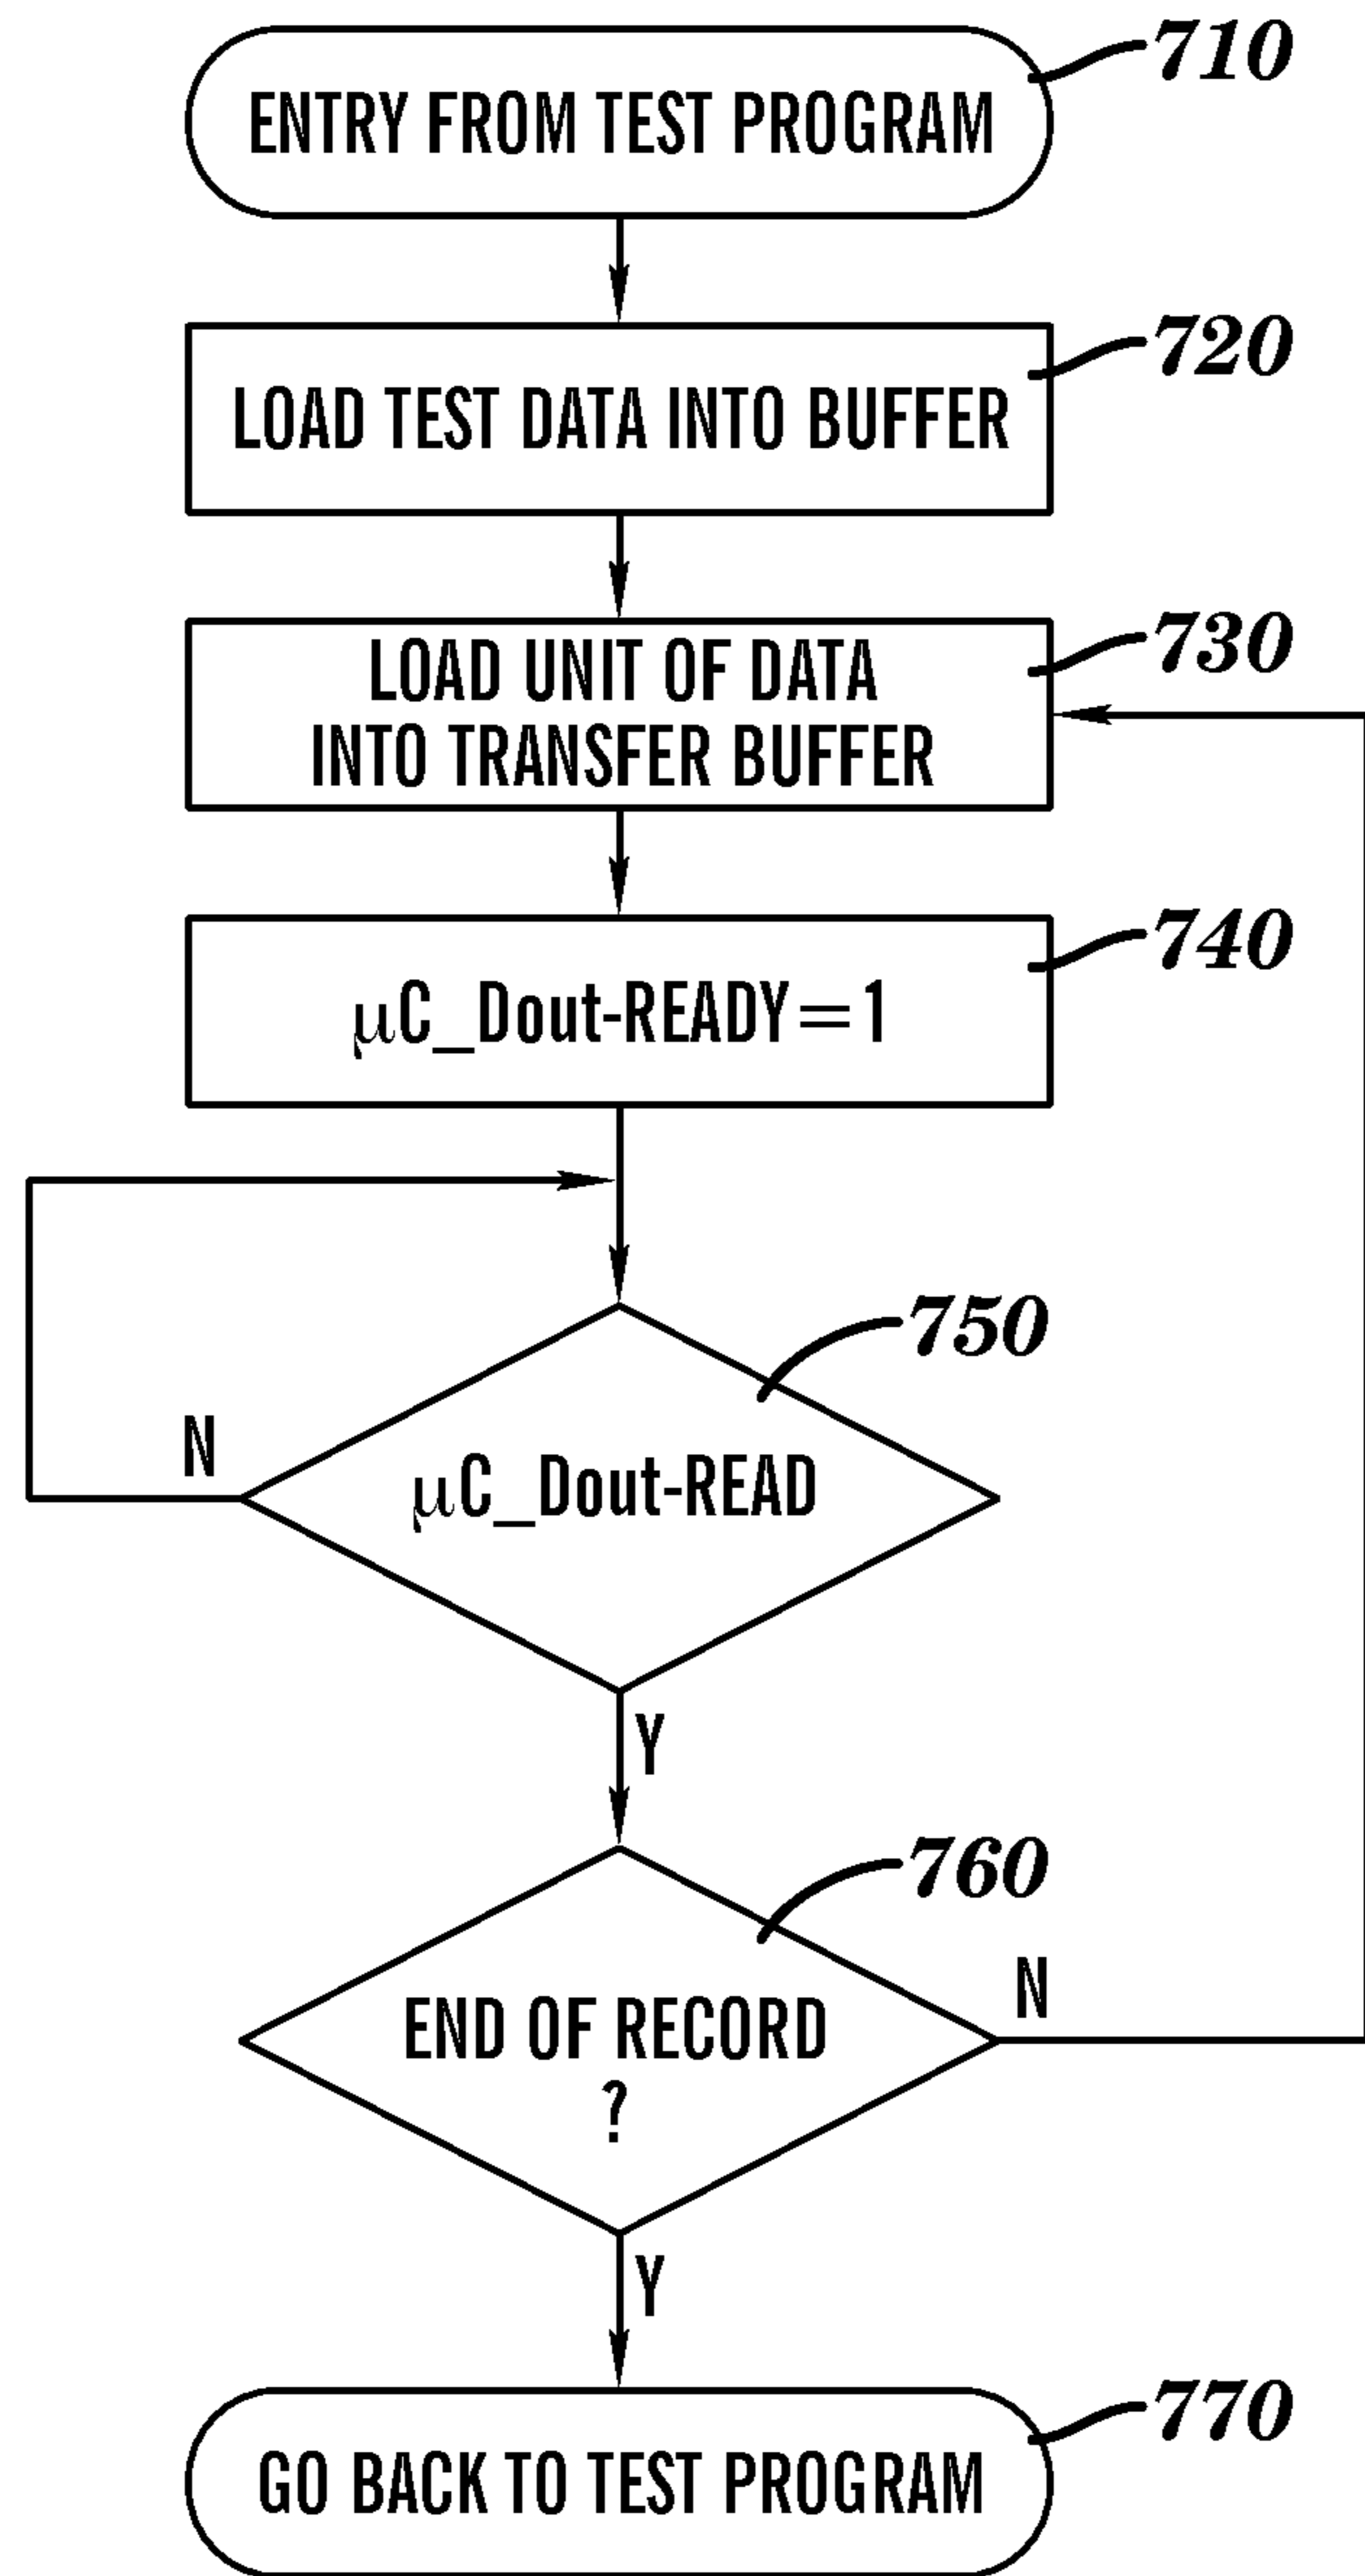 710
ENTRY FROM TEST PROGRAM
720
LOAD TEST DATA INTO BUFFER
730
LOAD UNIT OF DATA
INTO TRANSFER BUFFER
740
μC_Dout-READY=1
750
N
μC_Dout-READ
Y
760
N
END OF RECORD
?
Y
770
GO BACK TO TEST PROGRAM